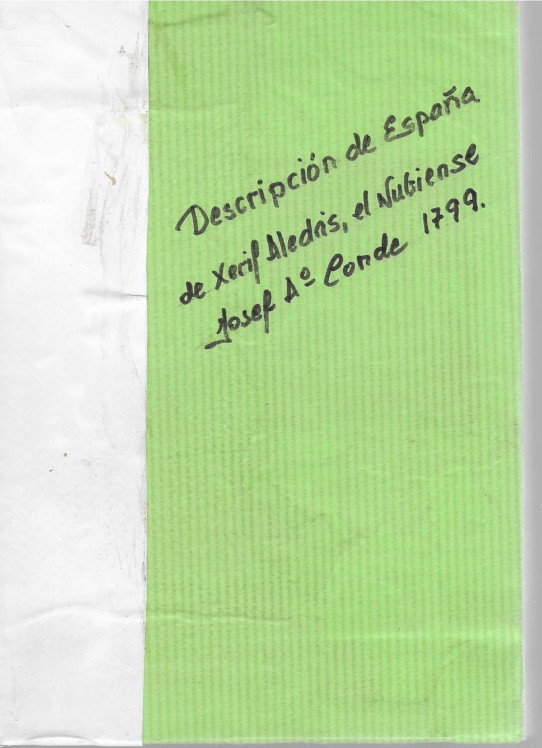 Descripción de España
de Xerif Aledris, el Nubiense
Josef Aº Conde 1799.